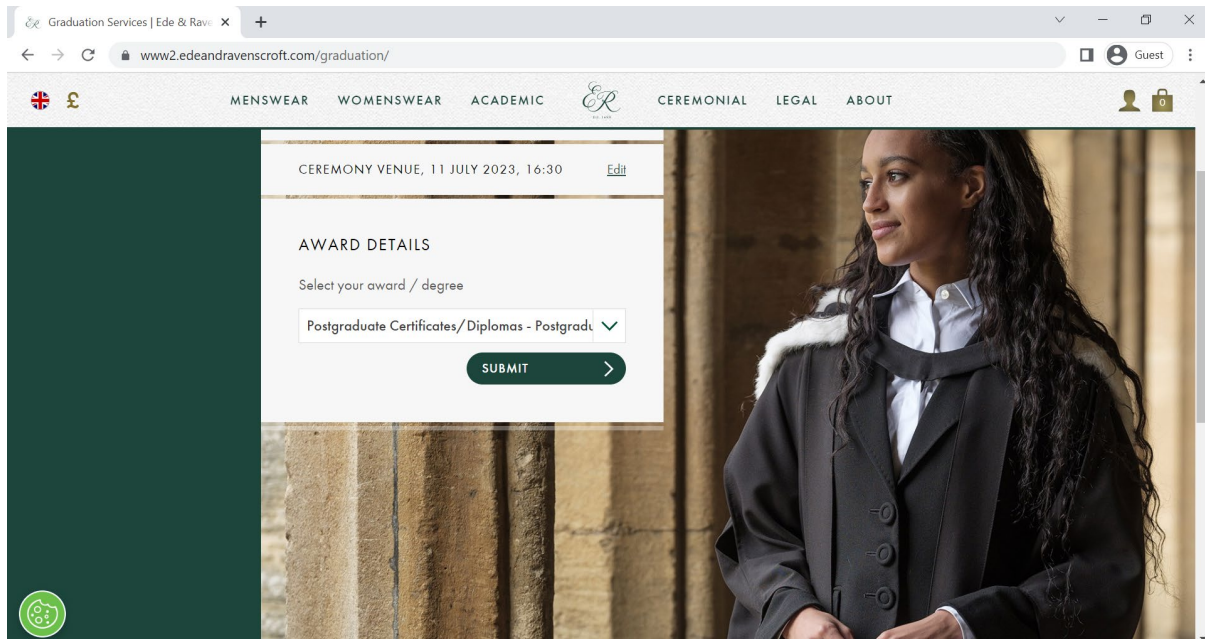 Graduation Services | Ede & Rave
www2.edeandravenscroft.com/graduation/
Guest
£
MENSWEAR WOMENSWEAR ACADEMIC ER CEREMONIAL LEGAL ABOUT
0
CEREMONY VENUE, 11 JULY 2023, 16:30 Edit
AWARD DETAILS
Select your award / degree
Postgraduate Certificates/Diplomas - Postgradu
SUBMIT